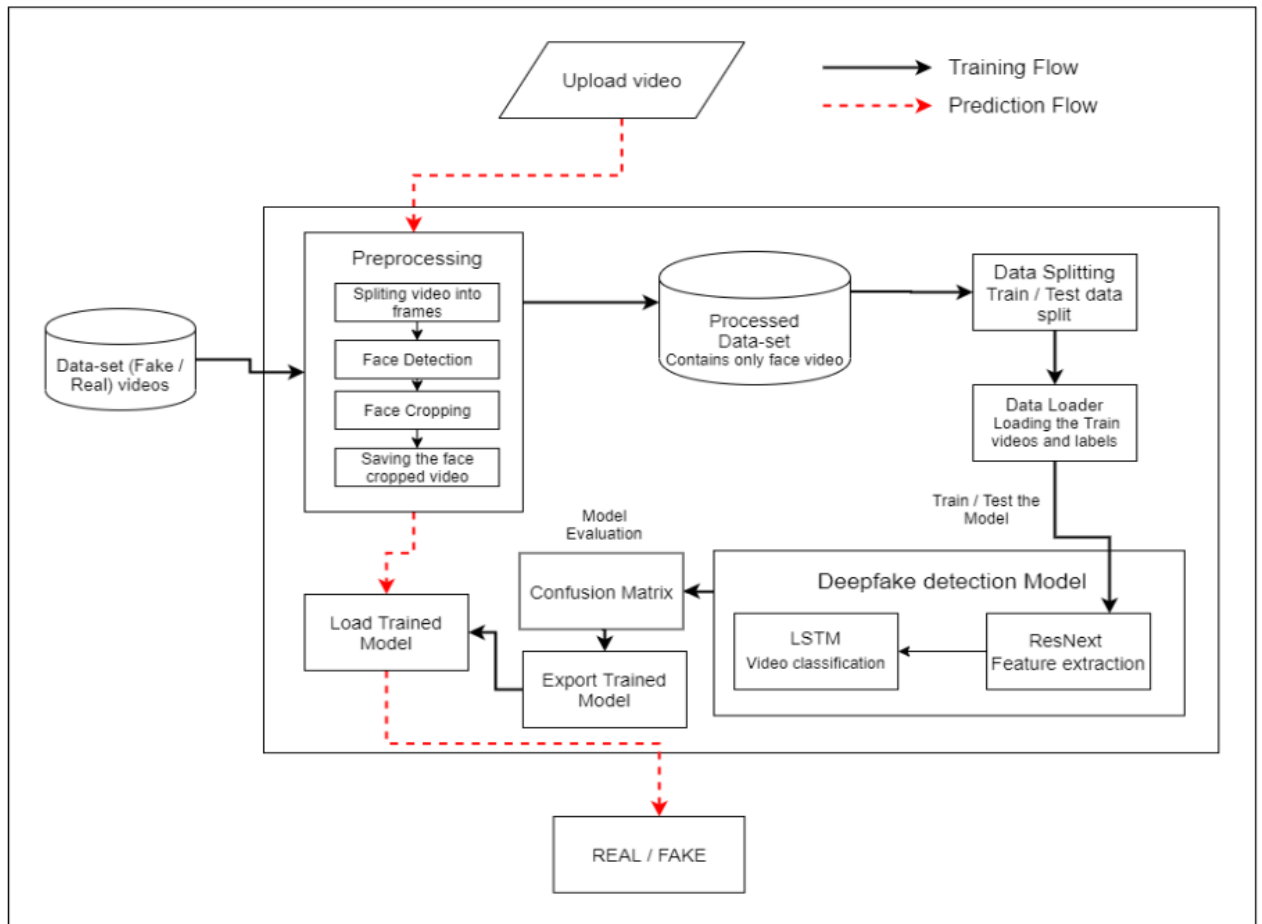 Upload video
Training Flow
Prediction Flow
Preprocessing
Spliting video into
frames
Face Detection
Face Cropping
Saving the face
cropped video
Data-set (Fake /
Real) videos
Processed
Data-set
Contains only face video
Data Splitting
Train / Test data
split
Data Loader
Loading the Train
videos and labels
Train / Test the
Model
Model
Evaluation
Confusion Matrix
Deepfake detection Model
LSTM
Video classification
ResNext
Feature extraction
Load Trained
Model
Export Trained
Model
REAL / FAKE